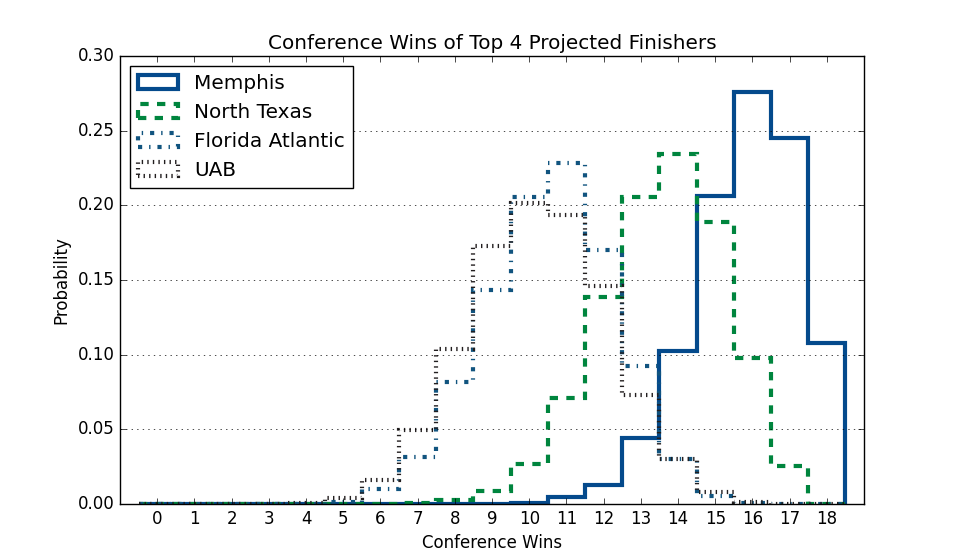 Conference Wins of Top 4 Projected Finishers
0.30
0.25
0.20
0.15
0.10
0.05
0.00
Probability
Memphis
North Texas
Florida Atlantic
UAB
0 1 2 3 4 5 6 7 8 9 10 11 12 13 14 15 16 17 18
Conference Wins